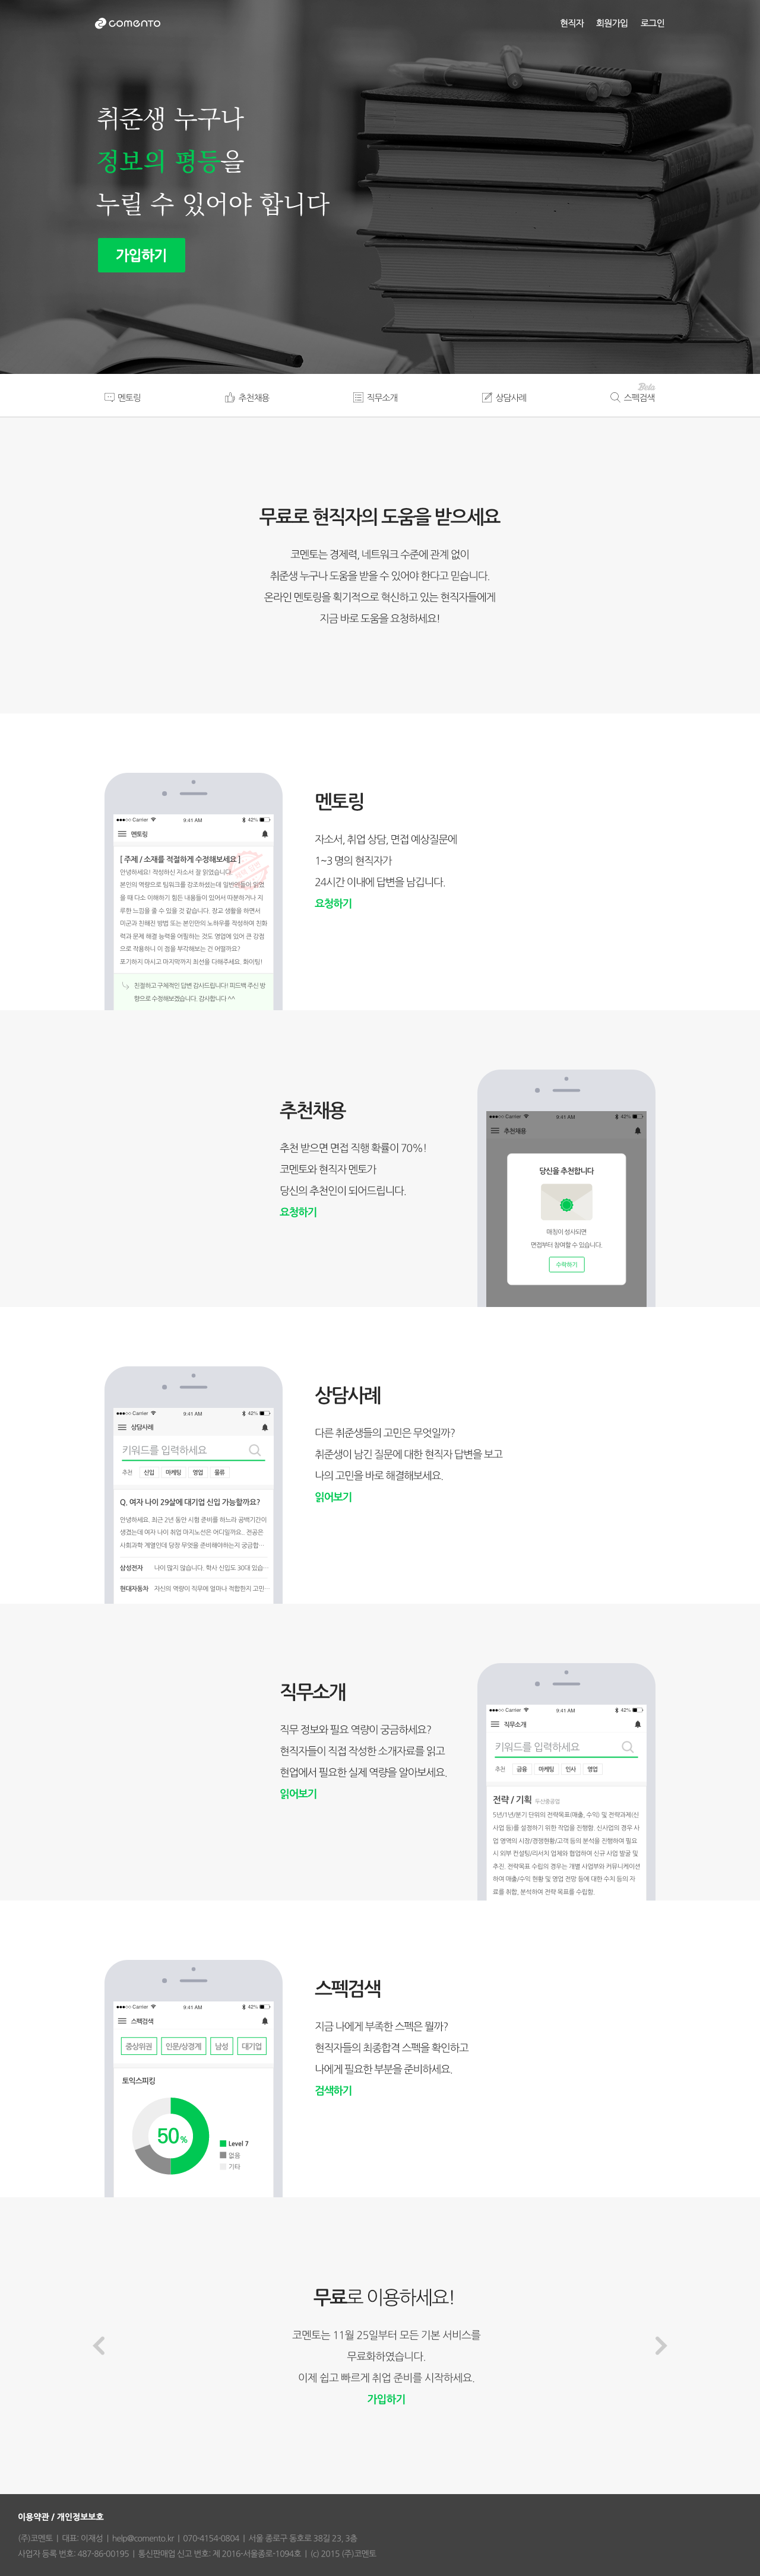 comento
현직자 회원가입 로그인
취준생 누구나
정보의 평등을
누릴 수 있어야 합니다
가입하기
Beta
멘토링 추천채용 직무소개 상담사례 스펙검색
무료로 현직자의 도움을 받으세요
코멘토는 경제력, 네트워크 수준에 관계 없이
취준생 누구나 도움을 받을 수 있어야 한다고 믿습니다.
온라인 멘토링을 획기적으로 혁신하고 있는 현직자들에게
지금 바로 도움을 요청하세요!
Carrier 9:41 AM 42%
멘토링
[ 주제 / 소재를 적절하게 수정해보세요 ]
안녕하세요! 작성하신 자소서 잘 읽었습니다.
본인의 역량으로 팀워크를 강조하셨는데 일반인들이 읽었
을 때 다소 이해하기 힘든 내용들이 있어서 따분하거나 지
루한 느낌을 줄 수 있을 것 같습니다. 장교 생활을 하면서
미군과 친해진 방법 또는 본인만의 노하우를 작성하여 친화
력과 문제 해결 능력을 어필하는 것도 영업에 있어 큰 강점
으로 작용하니 이 점을 부각해보는 건 어떨까요?
포기하지 마시고 마지막까지 최선을 다해주세요. 화이팅!
친절하고 구체적인 답변 감사드립니다! 피드백 주신 방
향으로 수정해보겠습니다. 감사합니다 ^^
멘토링
자소서, 취업 상담, 면접 예상질문에
1~3 명의 현직자가
24시간 이내에 답변을 남깁니다.
요청하기
추천채용
추천 받으면 면접 직행 확률이 70%!
코멘토와 현직자 멘토가
당신의 추천인이 되어드립니다.
요청하기
Carrier 9:41 AM 42%
추천채용
당신을 추천합니다
매칭이 성사되면
면접부터 참여할 수 있습니다.
수락하기
Carrier 9:41 AM 42%
상담사례
키워드를 입력하세요
추천 신입 마케팅 영업 물류
Q. 여자 나이 29살에 대기업 신입 가능할까요?
안녕하세요. 최근 2년 동안 시험 준비를 하느라 공백기간이
생겼는데 여자 나이 취업 마지노선은 어디일까요.. 전공은
사회과학 계열인데 당장 무엇을 준비해야하는지 궁금합…
삼성전자 나이 많지 않습니다. 학사 신입도 30대 있습…
현대자동차 자신의 역량이 직무에 얼마나 적합한지 고민…
상담사례
다른 취준생들의 고민은 무엇일까?
취준생이 남긴 질문에 대한 현직자 답변을 보고
나의 고민을 바로 해결해보세요.
읽어보기
직무소개
직무 정보와 필요 역량이 궁금하세요?
현직자들이 직접 작성한 소개자료를 읽고
현업에서 필요한 실제 역량을 알아보세요.
읽어보기
Carrier 9:41 AM 42%
직무소개
키워드를 입력하세요
추천 금융 마케팅 인사 영업
전략 / 기획 두산중공업
5년/1년/분기 단위의 전략목표(매출, 수익) 및 전략과제(신
사업 등)를 설정하기 위한 작업을 진행함. 신사업의 경우 사
업 영역의 시장/경쟁현황/고객 등의 분석을 진행하며 필요
시 외부 컨설팅/리서치 업체와 협업하여 신규 사업 발굴 및
추진. 전략목표 수립의 경우는 개별 사업부와 커뮤니케이션
하여 매출/수익 현황 및 영업 전망 등에 대한 수치 등의 자
료를 취합, 분석하여 전략 목표를 수립함.
Carrier 9:41 AM 42%
스펙검색
중상위권 인문/상경계 남성 대기업
토익스피킹
50%
Level 7
없음
기타
스펙검색
지금 나에게 부족한 스펙은 뭘까?
현직자들의 최종합격 스펙을 확인하고
나에게 필요한 부분을 준비하세요.
검색하기
무료로 이용하세요!
코멘토는 11월 25일부터 모든 기본 서비스를
무료화하였습니다.
이제 쉽고 빠르게 취업 준비를 시작하세요.
가입하기
이용약관 / 개인정보보호
(주)코멘토 | 대표: 이재성 | help@comento.kr | 070-4154-0804 | 서울 종로구 동호로 38길 23, 3층
사업자 등록 번호: 487-86-00195 | 통신판매업 신고 번호: 제 2016-서울종로-1094호 | (c) 2015 (주)코멘토